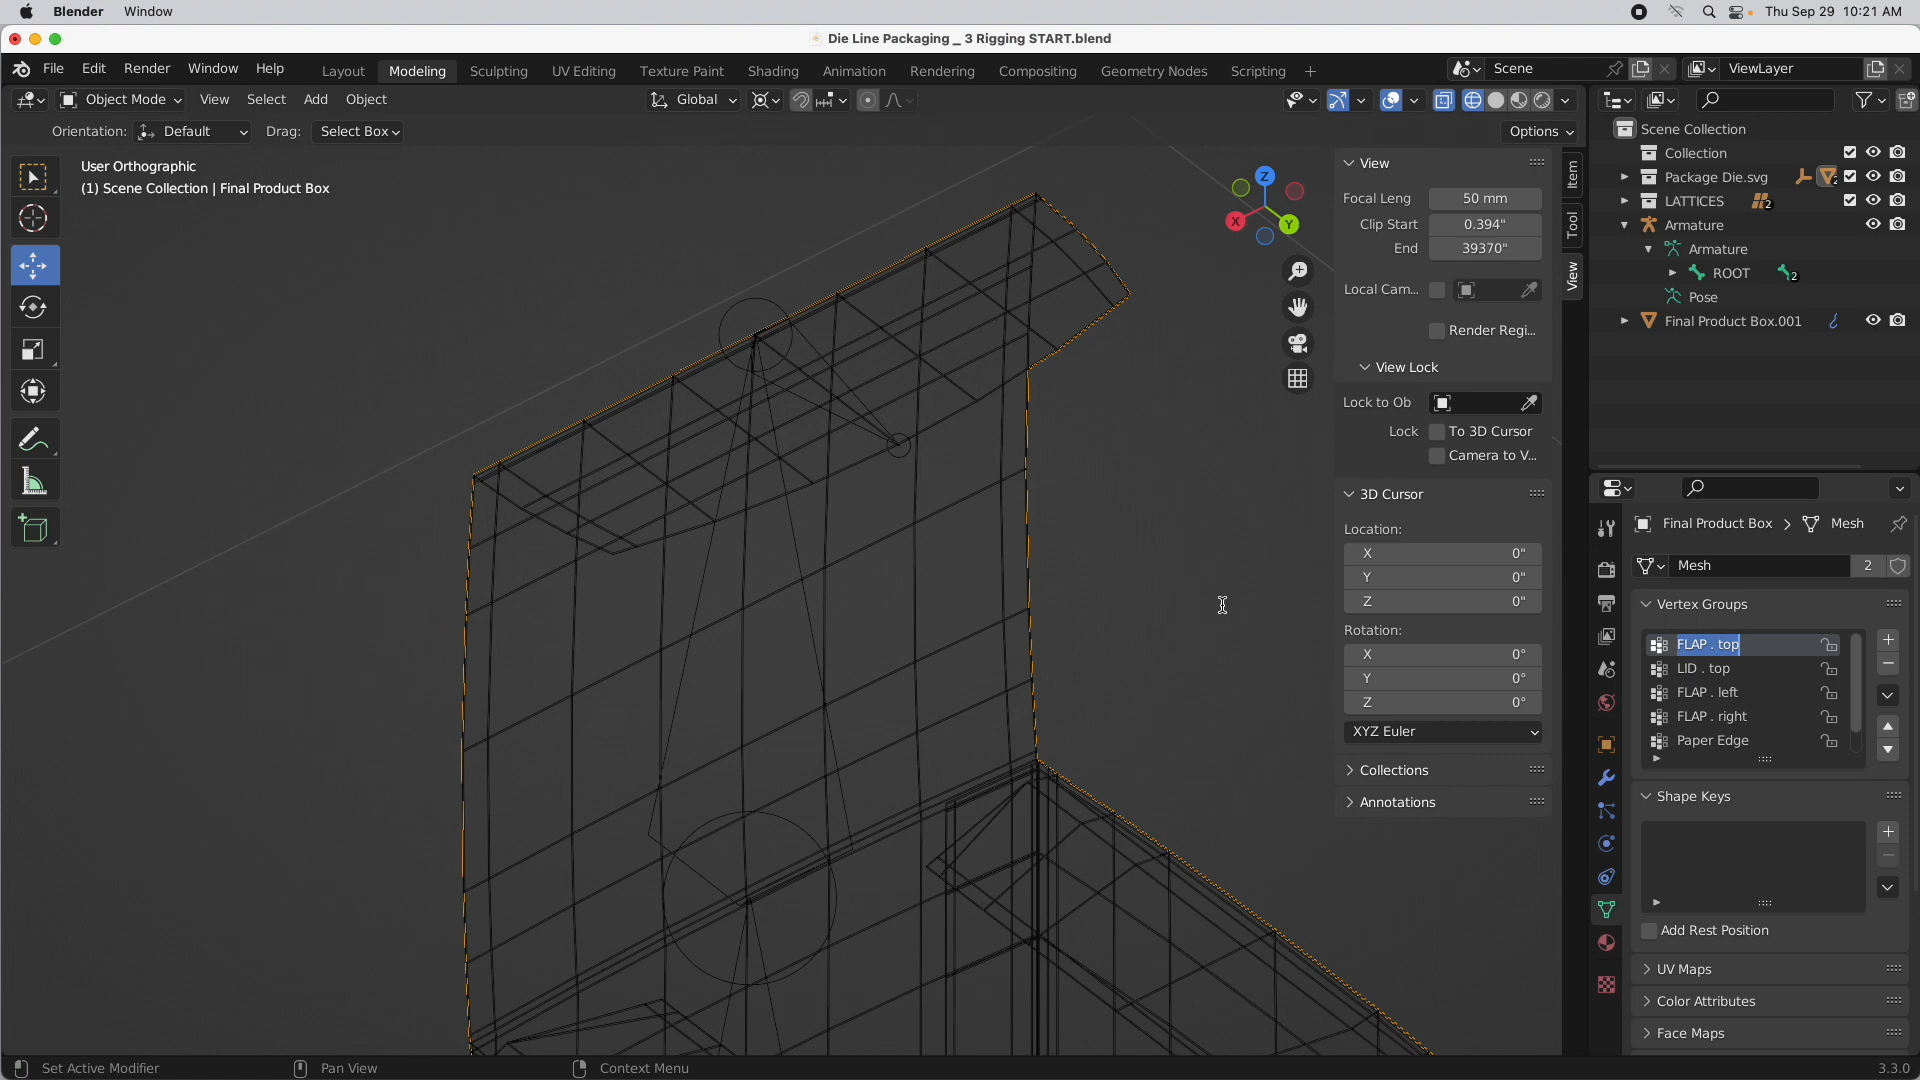 Blender Window Thu Sep 29 10:21 AM
Die Line Packaging _ 3 Rigging START.blend
File Edit Render Window Help Layout Modeling Sculpting UV Editing Texture Paint Shading Animation Rendering Compositing Geometry Nodes Scripting + Scene ViewLayer
Object Mode View Select Add Object Global
Orientation: Default Drag: Select Box Options
User Orthographic
(1) Scene Collection | Final Product Box
Z
X
Y
View
Focal Leng 50 mm
Clip Start 0.394"
End 39370"
Local Cam...
Render Regi...
View Lock
Lock to Ob
Lock To 3D Cursor
Camera to V...
3D Cursor
Location:
X 0"
Y 0"
Z 0"
Rotation:
X 0°
Y 0°
Z 0°
XYZ Euler
Collections
Annotations
Item
Tool
View
Scene Collection
Collection
Package Die.svg 2
LATTICES 2
Armature
Armature
ROOT 2
Pose
Final Product Box.001
Final Product Box > Mesh
Mesh 2
Vertex Groups
FLAP . top
LID . top
FLAP . left
FLAP . right
Paper Edge
Shape Keys
Add Rest Position
UV Maps
Color Attributes
Face Maps
Set Active Modifier Pan View Context Menu 3.3.0